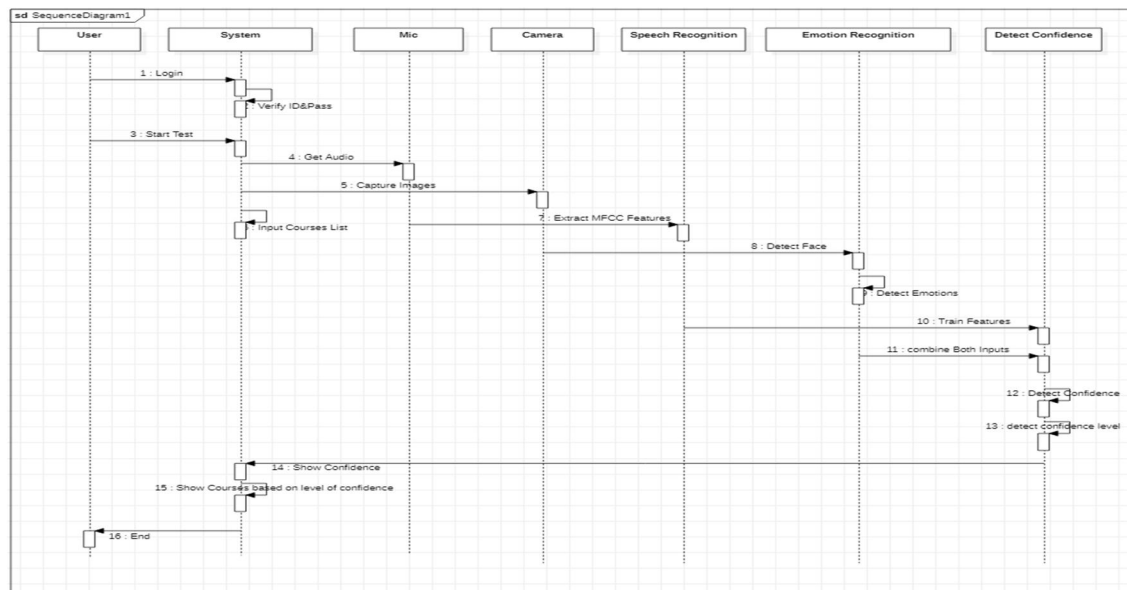 sd SequenceDiagram1
User
System
Mic
Camera
Speech Recognition
Emotion Recognition
Detect Confidence
1 : Login
: Verify ID&Pass
3 : Start Test
4 : Get Audio
5 : Capture Images
: Input Courses List
7 : Extract MFCC Features
8 : Detect Face
9 : Detect Emotions
10 : Train Features
11 : combine Both Inputs
12 : Detect Confidence
13 : detect confidence level
14 : Show Confidence
15 : Show Courses based on level of confidence
16 : End